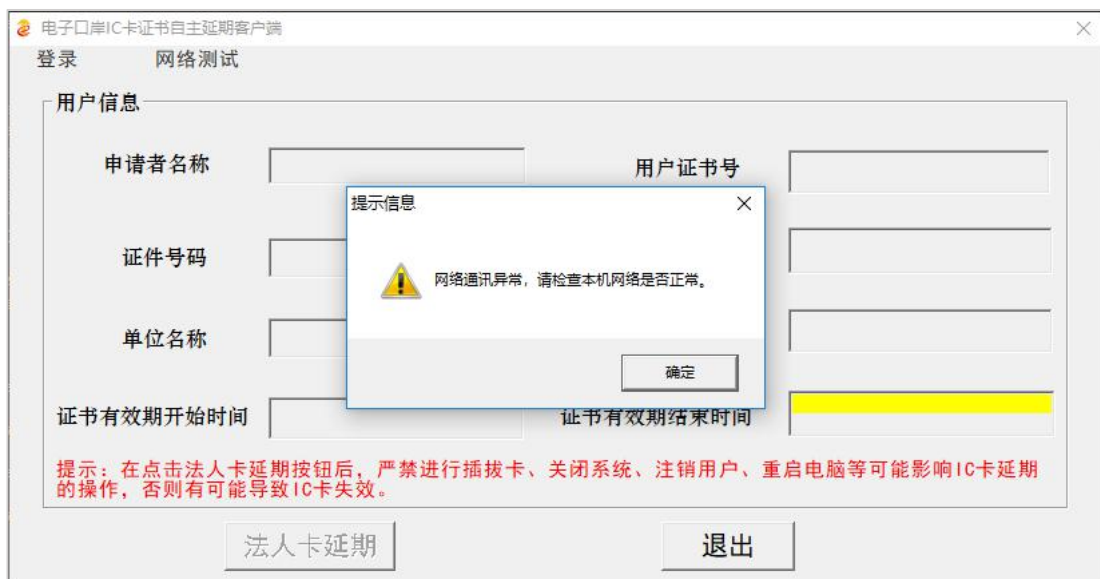 电子口岸IC卡证书自主延期客户端
登录 网络测试
用户信息
申请者名称 用户证书号
提示信息
证件号码
网络通讯异常，请检查本机网络是否正常。
单位名称
确定
证书有效期开始时间 证书有效期结束时间
提示：在点击法人卡延期按钮后，严禁进行插拔卡、关闭系统、注销用户、重启电脑等可能影响IC卡延期
的操作，否则有可能导致IC卡失效。
法人卡延期 退出